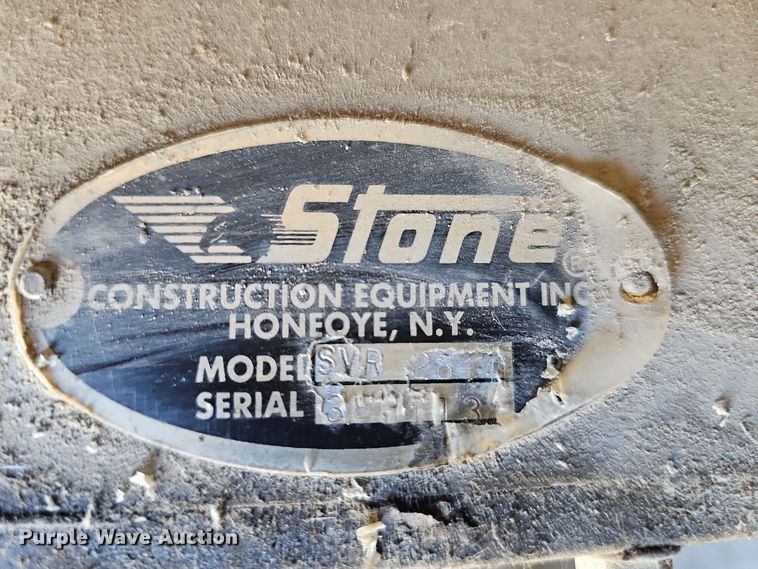 Stone
CONSTRUCTION EQUIPMENT INC
HONEOYE, N.Y.
MODEL SVR
SERIAL
Purple Wave Auction